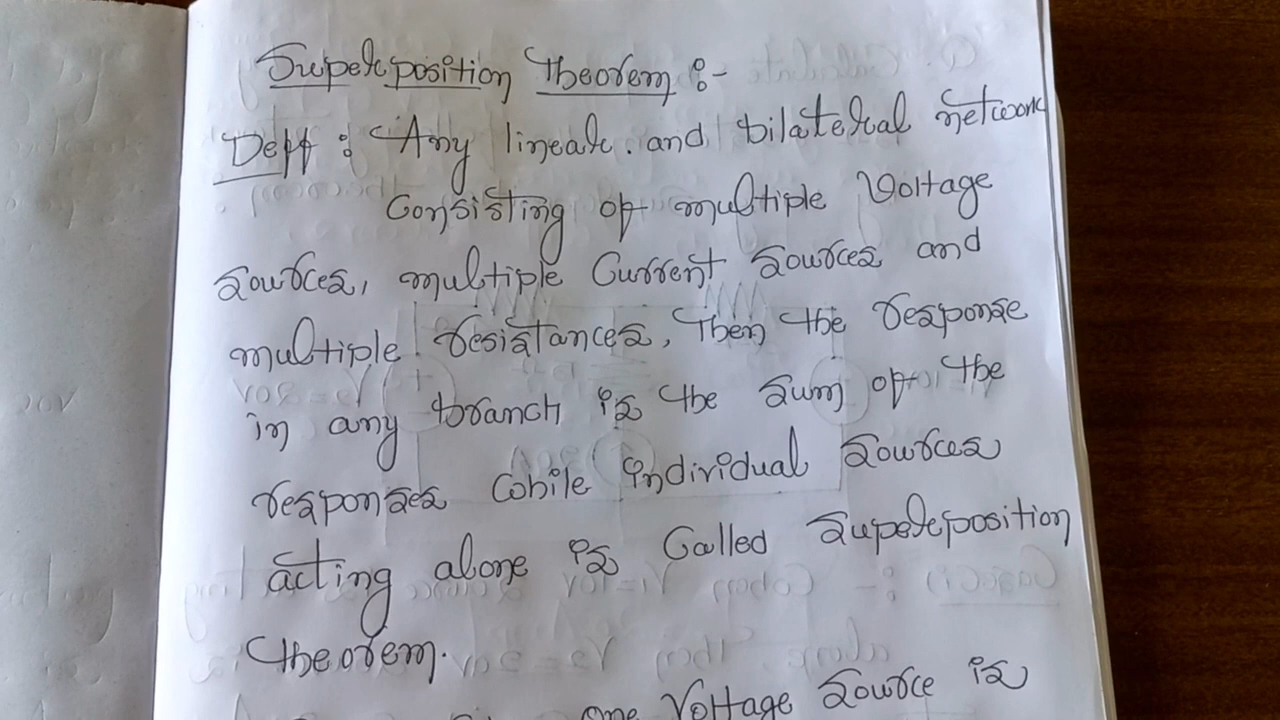 Superposition Theorem :-
Deff : Any linear. and bilateral network
Consisting of multiple Voltage
Sources, multiple Current Sources and
multiple resistances, Then the response
in any branch is the sum of the
responses while individual Sources
acting alone is Called Superposition
theorem.
one Voltage Source is